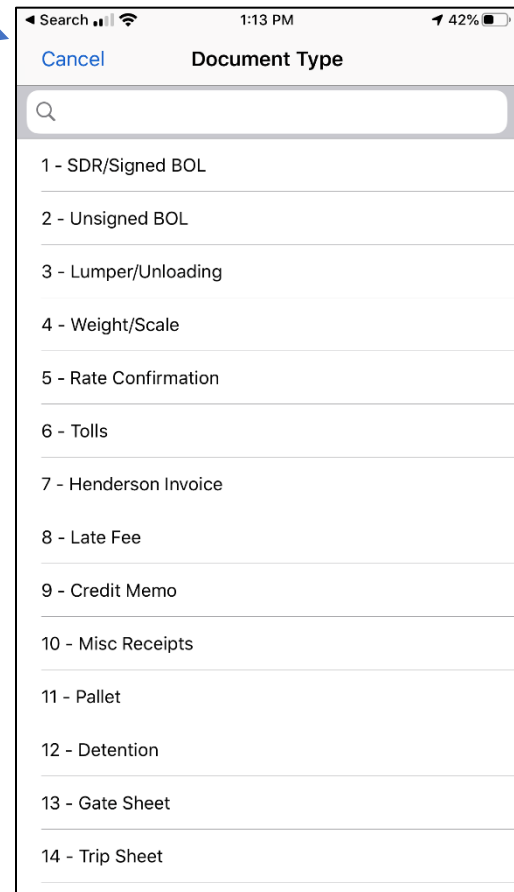 Search 1:13 PM 42%
Cancel Document Type
1 - SDR/Signed BOL
2 - Unsigned BOL
3 - Lumper/Unloading
4 - Weight/Scale
5 - Rate Confirmation
6 - Tolls
7 - Henderson Invoice
8 - Late Fee
9 - Credit Memo
10 - Misc Receipts
11 - Pallet
12 - Detention
13 - Gate Sheet
14 - Trip Sheet